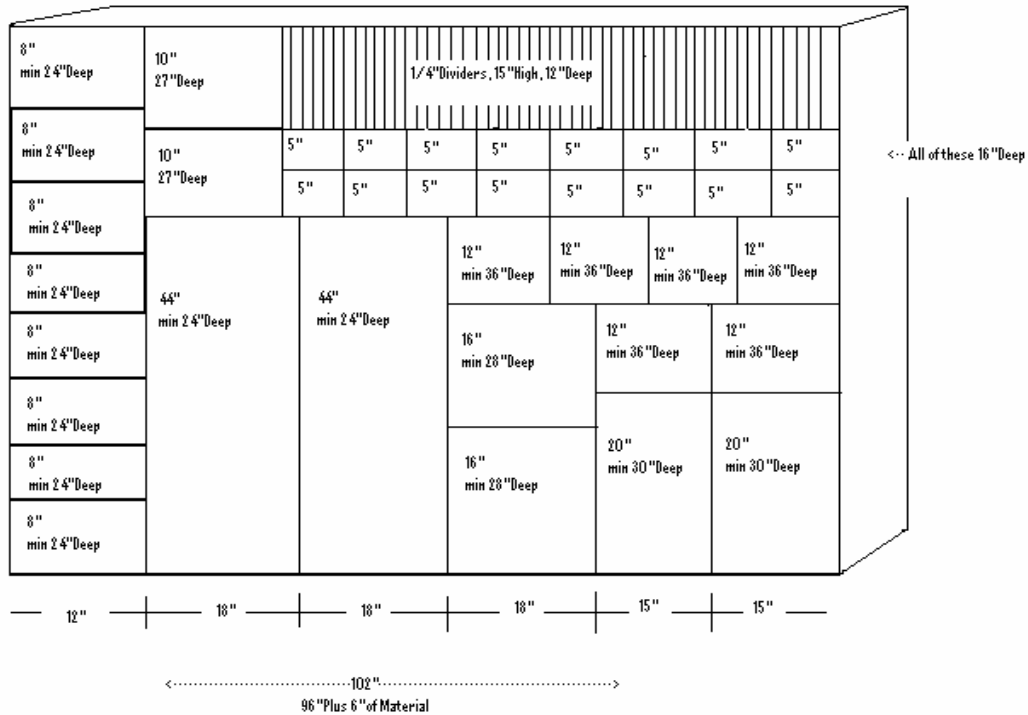 8"
min 24"Deep
10"
27"Deep
1/4"Dividers, 15"High, 12"Deep
8"
min 24"Deep
10"
27"Deep
5" 5" 5" 5" 5" 5" 5" 5"
<-- All of these 16"Deep
5" 5" 5" 5" 5" 5" 5" 5"
8"
min 24"Deep
8"
min 24"Deep
44"
min 24"Deep
44"
min 24"Deep
12"
min 36"Deep
12"
min 36"Deep
12"
min 36"Deep
12"
min 36"Deep
8"
min 24"Deep
16"
min 28"Deep
12"
min 36"Deep
12"
min 36"Deep
8"
min 24"Deep
8"
min 24"Deep
16"
min 28"Deep
20"
min 30"Deep
20"
min 30"Deep
8"
min 24"Deep
12" 18" 18" 18" 15" 15"
<-----102"----->
96"Plus 6"of Material